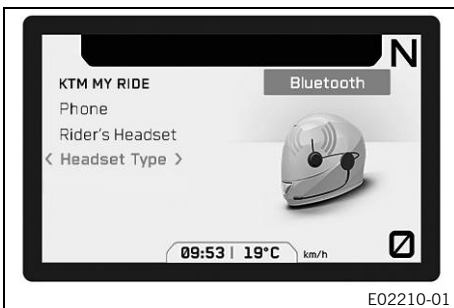 N
KTM MY RIDE
Bluetooth
Phone
Rider's Headset
< Headset Type >
09:53 | 19°C km/h
E02210-01